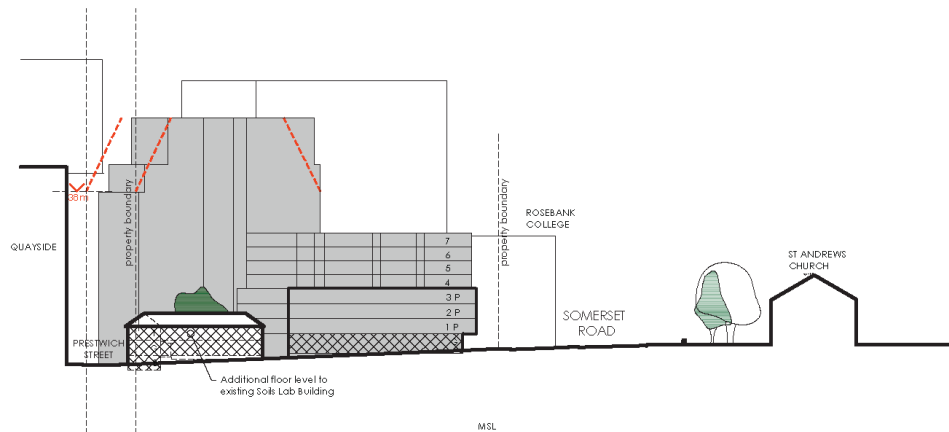 38m
property boundary
property boundary
QUAYSIDE
ROSEBANK
COLLEGE
7
6
5
4
3 P
2 P
1 P
ST ANDREWS
CHURCH
SOMERSET
ROAD
PRESTWICH
STREET
Additional floor level to
existing Soils Lab Building
MSL